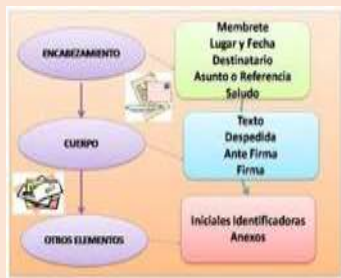 ENCABEZAMIENTO
Membrete
Lugar y Fecha
Destinatario
Asunto o Referencia
Saludo
CUERPO
Texto
Despedida
Ante Firma
Firma
OTROS ELEMENTOS
Iniciales Identificadoras
Anexos